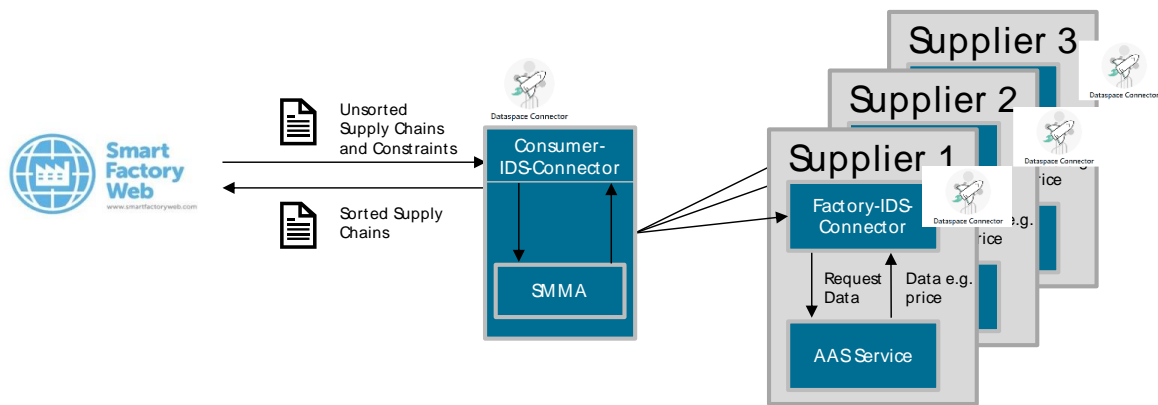 Smart
Factory
Web
www.smartfactoryweb.com
Unsorted
Supply Chains
and Constraints
Sorted Supply
Chains
Dataspace Connector
Consumer-
IDS-Connector
SMMA
Supplier 3
Dataspace Connector
Supplier 2
Dataspace Connector
price
e.g.
price
Supplier 1
Dataspace Connector
Factory-IDS-
Connector
Request
Data
Data e.g.
price
AAS Service